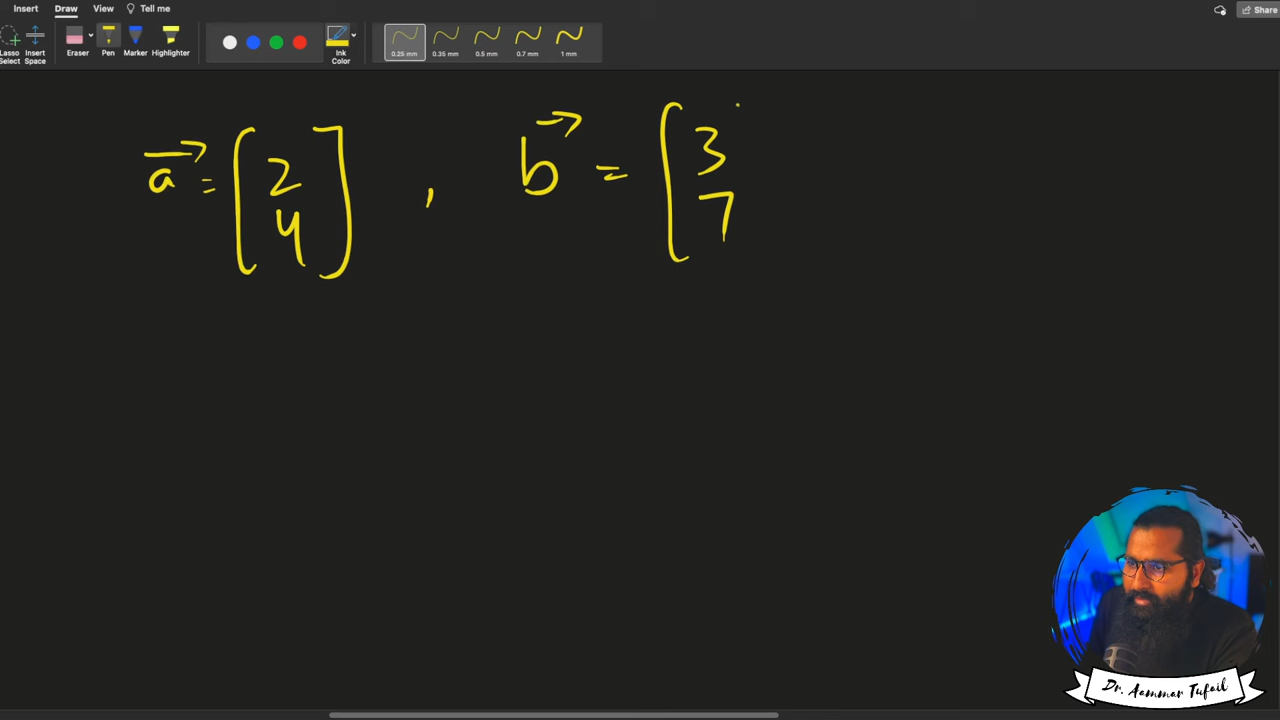 Insert Draw View Tell me Share
Lasso Select Insert Space Eraser Pen Marker Highlighter Ink Color 0.25 mm 0.35 mm 0.5 mm 0.7 mm 1 mm
a→ = [2 4] , b→ = [3 7
Dr. Aammar Tufail